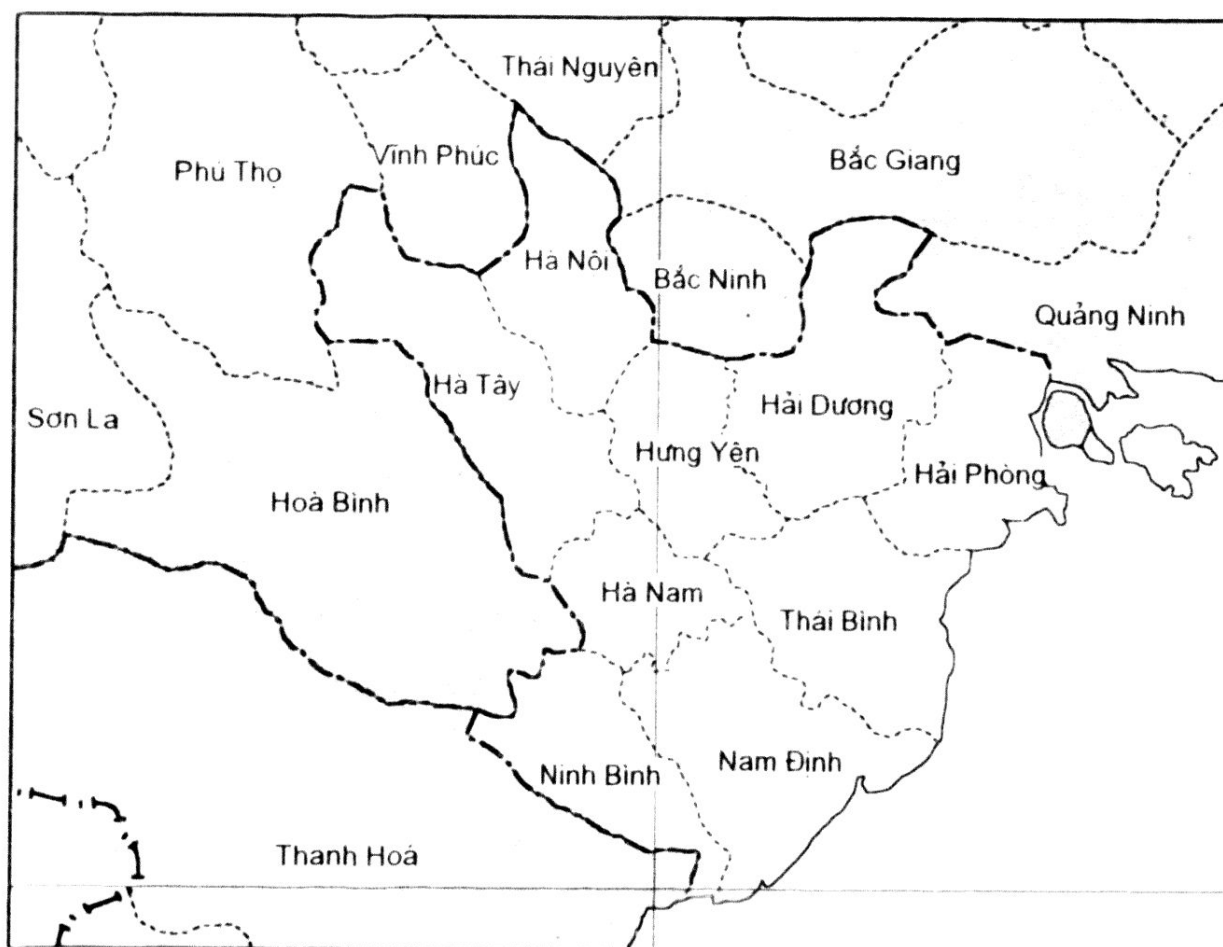 Thái Nguyên
Vĩnh Phúc
Phú Thọ
Bắc Giang
Hà Nôi
Bắc Ninh
Quảng Ninh
Hà Tây
Hải Dương
Sơn La
Hưng Yên
Hải Phòng
Hoà Bình
Hà Nam
Thái Bình
Nam Định
Ninh Bình
Thanh Hoá